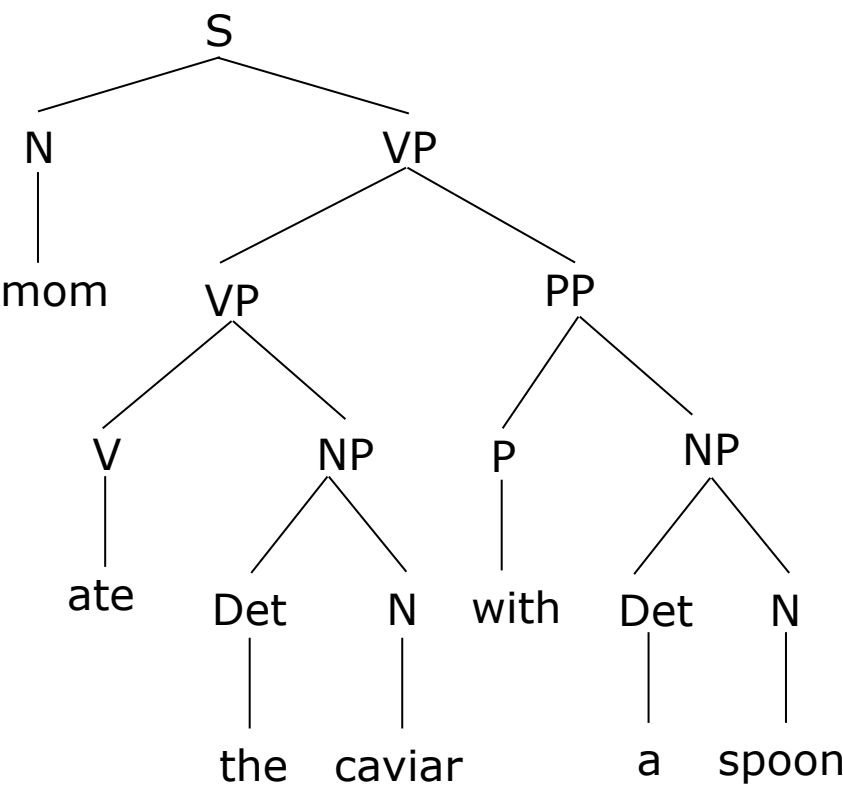 S
N VP
mom VP PP
V NP P NP
ate Det N with Det N
the caviar a spoon